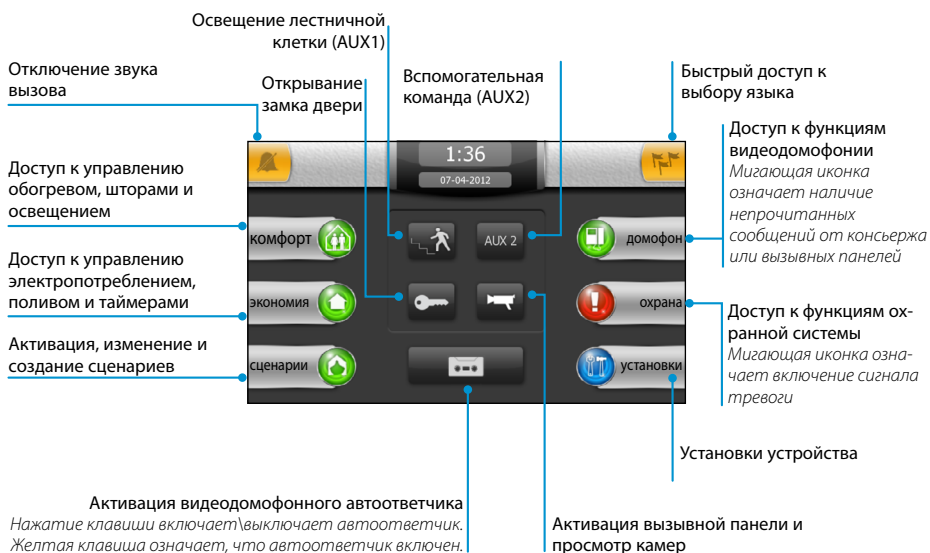 Освещение лестничной
клетки (AUX1)
Отключение звука
вызова
Открывание
замка двери
Вспомогательная
команда (AUX2)
Быстрый доступ к
выбору языка
Доступ к функциям
видеодомофонии
Мигающая иконка
означает наличие
непрочитанных
сообщений от консьержа
или вызывных панелей
Доступ к управлению
обогревом, шторами и
освещением
Доступ к управлению
электропотреблением,
поливом и таймерами
Активация, изменение и
создание сценариев
1:36
07-04-2012
комфорт
AUX 2
домофон
экономия
охрана
сценарии
установки
Доступ к функциям ох-
ранной системы
Мигающая иконка озна-
чает включение сигнала
тревоги
Установки устройства
Активация видеодомофонного автоответчика
Нажатие клавиши включает\выключает автоответчик.
Желтая клавиша означает, что автоответчик включен.
Активация вызывной панели и
просмотр камер